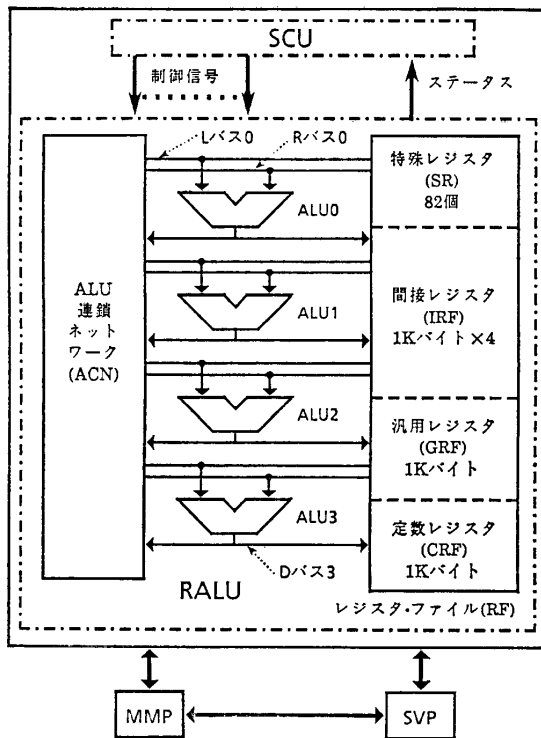 SCU
制御信号
ステータス
Lバス0
Rバス0
ALU0
ALU1
ALU2
ALU3
Dバス3
ALU
連鎖
ネット
ワーク
(ACN)
特殊レジスタ
(SR)
82個
間接レジスタ
(IRF)
1Kバイト×4
汎用レジスタ
(GRF)
1Kバイト
定数レジスタ
(CRF)
1Kバイト
RALU
レジスタ・ファイル(RF)
MMP
SVP